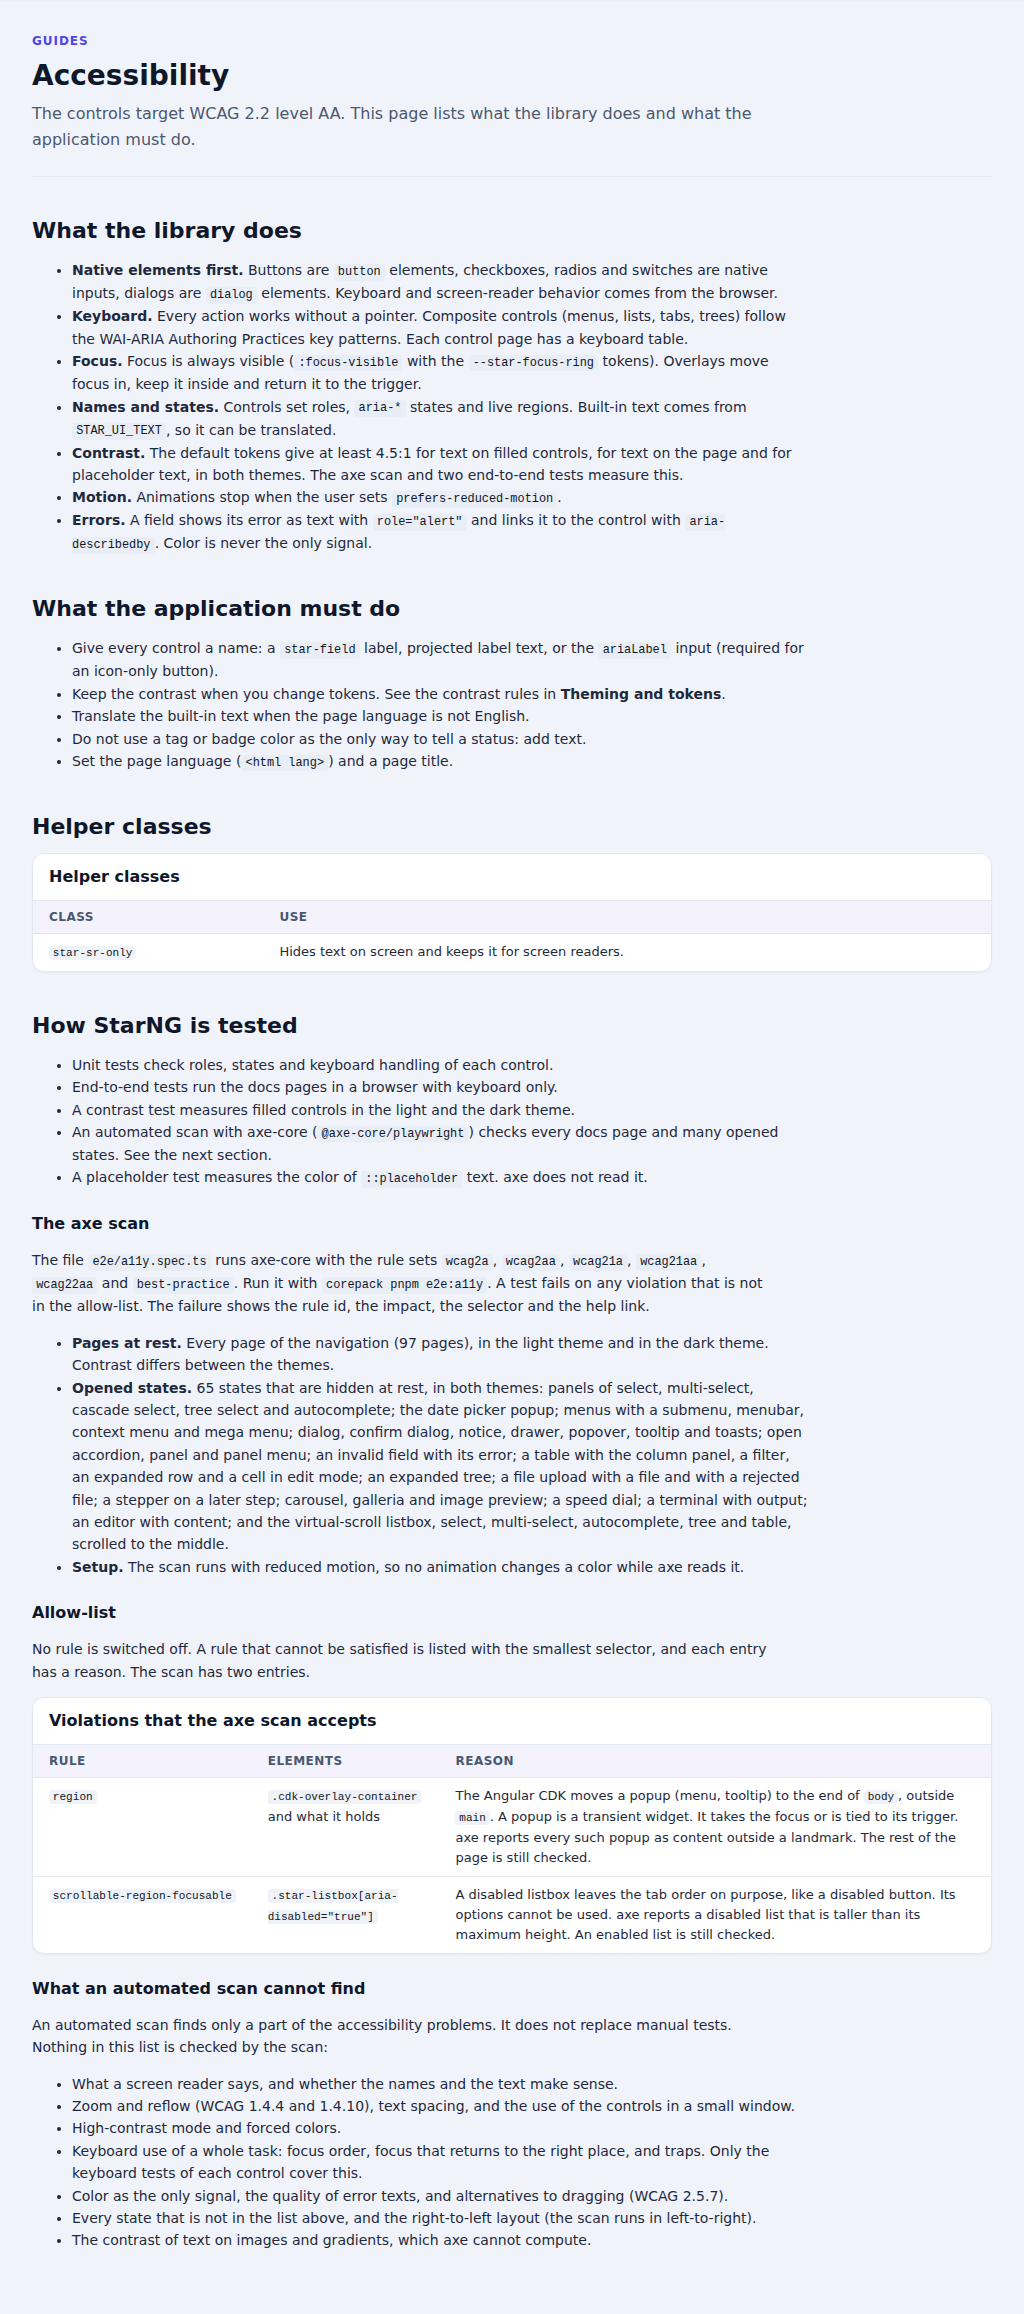 GUIDES
Accessibility
The controls target WCAG 2.2 level AA. This page lists what the library does and what the
application must do.
What the library does
• Native elements first. Buttons are button elements, checkboxes, radios and switches are native
inputs, dialogs are dialog elements. Keyboard and screen-reader behavior comes from the browser.
• Keyboard. Every action works without a pointer. Composite controls (menus, lists, tabs, trees) follow
the WAI-ARIA Authoring Practices key patterns. Each control page has a keyboard table.
• Focus. Focus is always visible (:focus-visible with the --star-focus-ring tokens). Overlays move
focus in, keep it inside and return it to the trigger.
• Names and states. Controls set roles, aria-* states and live regions. Built-in text comes from
STAR_UI_TEXT, so it can be translated.
• Contrast. The default tokens give at least 4.5:1 for text on filled controls, for text on the page and for
placeholder text, in both themes. The axe scan and two end-to-end tests measure this.
• Motion. Animations stop when the user sets prefers-reduced-motion.
• Errors. A field shows its error as text with role="alert" and links it to the control with aria-
describedby. Color is never the only signal.
What the application must do
• Give every control a name: a star-field label, projected label text, or the ariaLabel input (required for
an icon-only button).
• Keep the contrast when you change tokens. See the contrast rules in Theming and tokens.
• Translate the built-in text when the page language is not English.
• Do not use a tag or badge color as the only way to tell a status: add text.
• Set the page language (<html lang>) and a page title.
Helper classes
Helper classes
CLASS USE
star-sr-only Hides text on screen and keeps it for screen readers.
How StarNG is tested
• Unit tests check roles, states and keyboard handling of each control.
• End-to-end tests run the docs pages in a browser with keyboard only.
• A contrast test measures filled controls in the light and the dark theme.
• An automated scan with axe-core (@axe-core/playwright) checks every docs page and many opened
states. See the next section.
• A placeholder test measures the color of ::placeholder text. axe does not read it.
The axe scan
The file e2e/a11y.spec.ts runs axe-core with the rule sets wcag2a, wcag2aa, wcag21a, wcag21aa,
wcag22aa and best-practice. Run it with corepack pnpm e2e:a11y. A test fails on any violation that is not
in the allow-list. The failure shows the rule id, the impact, the selector and the help link.
• Pages at rest. Every page of the navigation (97 pages), in the light theme and in the dark theme.
Contrast differs between the themes.
• Opened states. 65 states that are hidden at rest, in both themes: panels of select, multi-select,
cascade select, tree select and autocomplete; the date picker popup; menus with a submenu, menubar,
context menu and mega menu; dialog, confirm dialog, notice, drawer, popover, tooltip and toasts; open
accordion, panel and panel menu; an invalid field with its error; a table with the column panel, a filter,
an expanded row and a cell in edit mode; an expanded tree; a file upload with a file and with a rejected
file; a stepper on a later step; carousel, galleria and image preview; a speed dial; a terminal with output;
an editor with content; and the virtual-scroll listbox, select, multi-select, autocomplete, tree and table,
scrolled to the middle.
• Setup. The scan runs with reduced motion, so no animation changes a color while axe reads it.
Allow-list
No rule is switched off. A rule that cannot be satisfied is listed with the smallest selector, and each entry
has a reason. The scan has two entries.
Violations that the axe scan accepts
RULE ELEMENTS REASON
region .cdk-overlay-container The Angular CDK moves a popup (menu, tooltip) to the end of body, outside
and what it holds main. A popup is a transient widget. It takes the focus or is tied to its trigger.
axe reports every such popup as content outside a landmark. The rest of the
page is still checked.
scrollable-region-focusable .star-listbox[aria- A disabled listbox leaves the tab order on purpose, like a disabled button. Its
disabled="true"] options cannot be used. axe reports a disabled list that is taller than its
maximum height. An enabled list is still checked.
What an automated scan cannot find
An automated scan finds only a part of the accessibility problems. It does not replace manual tests.
Nothing in this list is checked by the scan:
• What a screen reader says, and whether the names and the text make sense.
• Zoom and reflow (WCAG 1.4.4 and 1.4.10), text spacing, and the use of the controls in a small window.
• High-contrast mode and forced colors.
• Keyboard use of a whole task: focus order, focus that returns to the right place, and traps. Only the
keyboard tests of each control cover this.
• Color as the only signal, the quality of error texts, and alternatives to dragging (WCAG 2.5.7).
• Every state that is not in the list above, and the right-to-left layout (the scan runs in left-to-right).
• The contrast of text on images and gradients, which axe cannot compute.